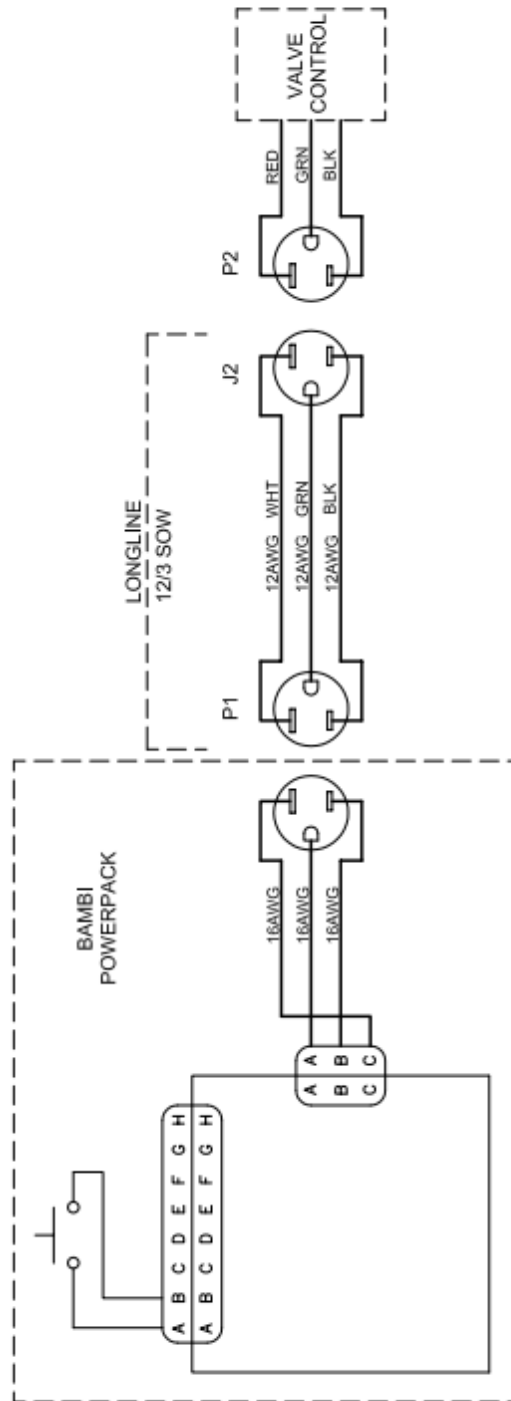 BAMBI
POWERPACK
A B C D E F G H
A B C D E F G H
A A
B B
C C
16AWG
16AWG
16AWG
LONGLINE
12/3 SOW
P1
J2
12AWG WHT
12AWG GRN
12AWG BLK
P2
RED
GRN
BLK
VALVE
CONTROL